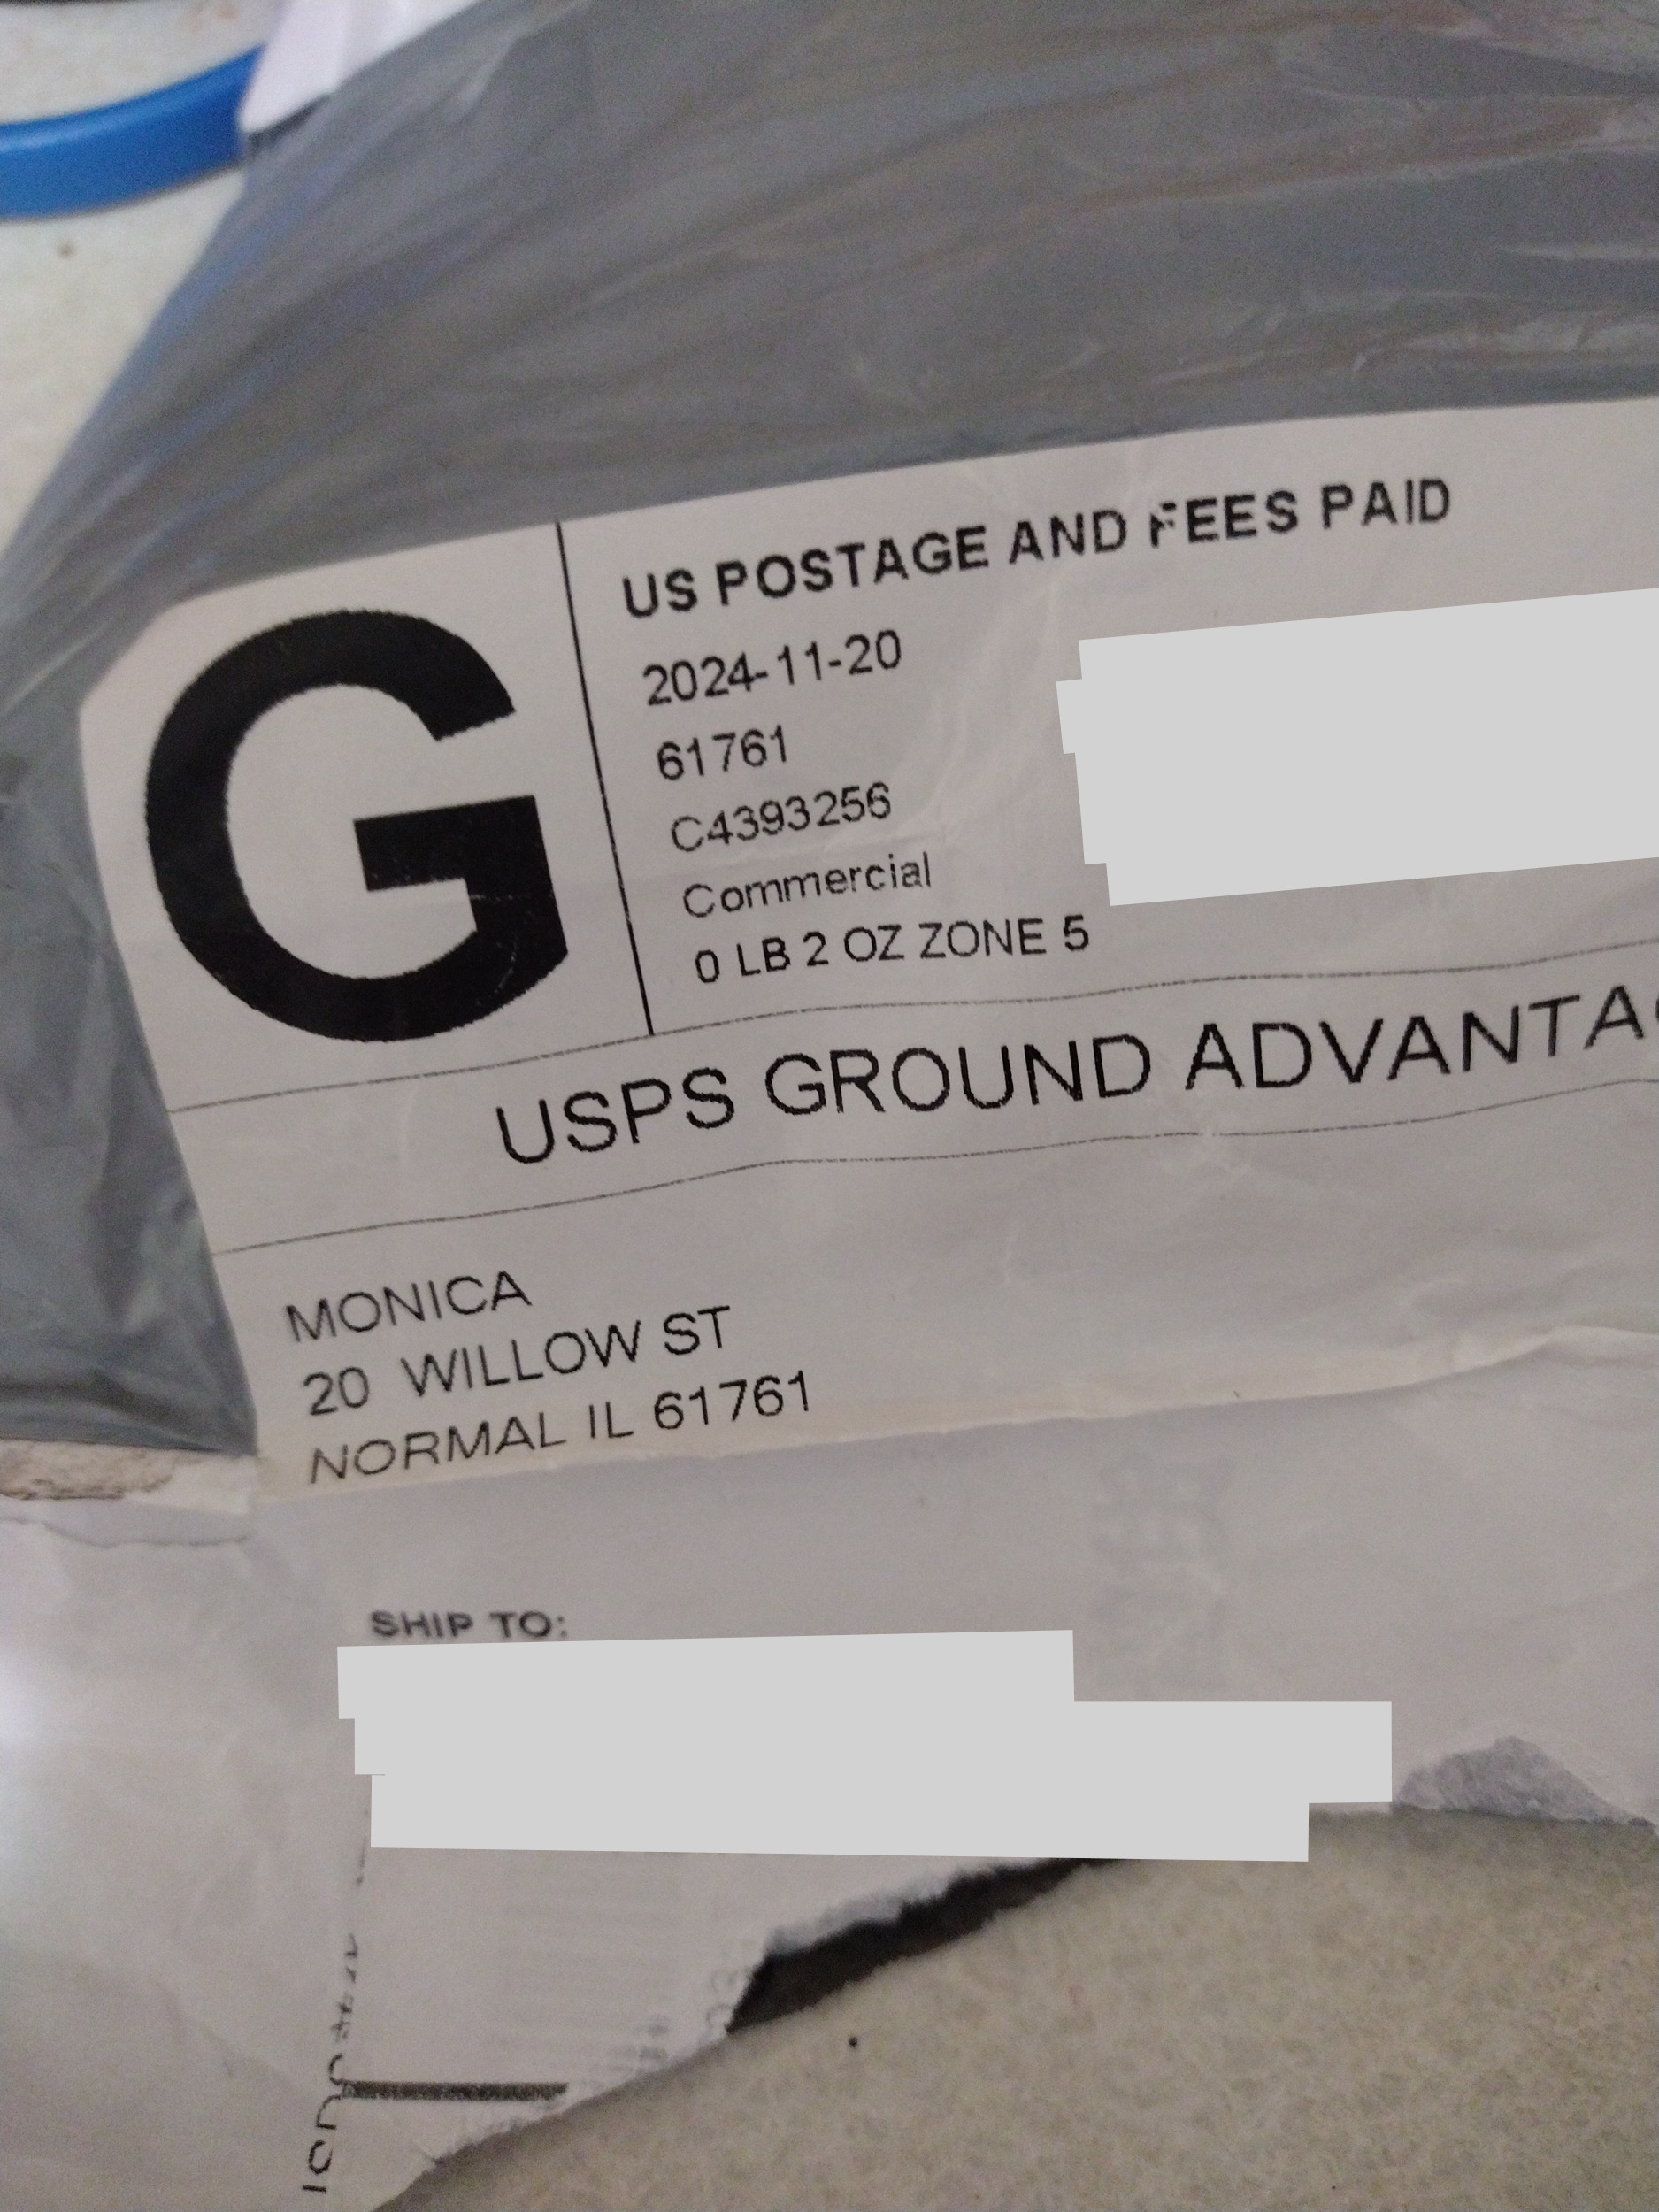 G
US POSTAGE AND FEES PAID
2024-11-20
61761
C4393256
Commercial
0 LB 2 OZ ZONE 5
USPS GROUND ADVANTAG
MONICA
20 WILLOW ST
NORMAL IL 61761
SHIP TO: